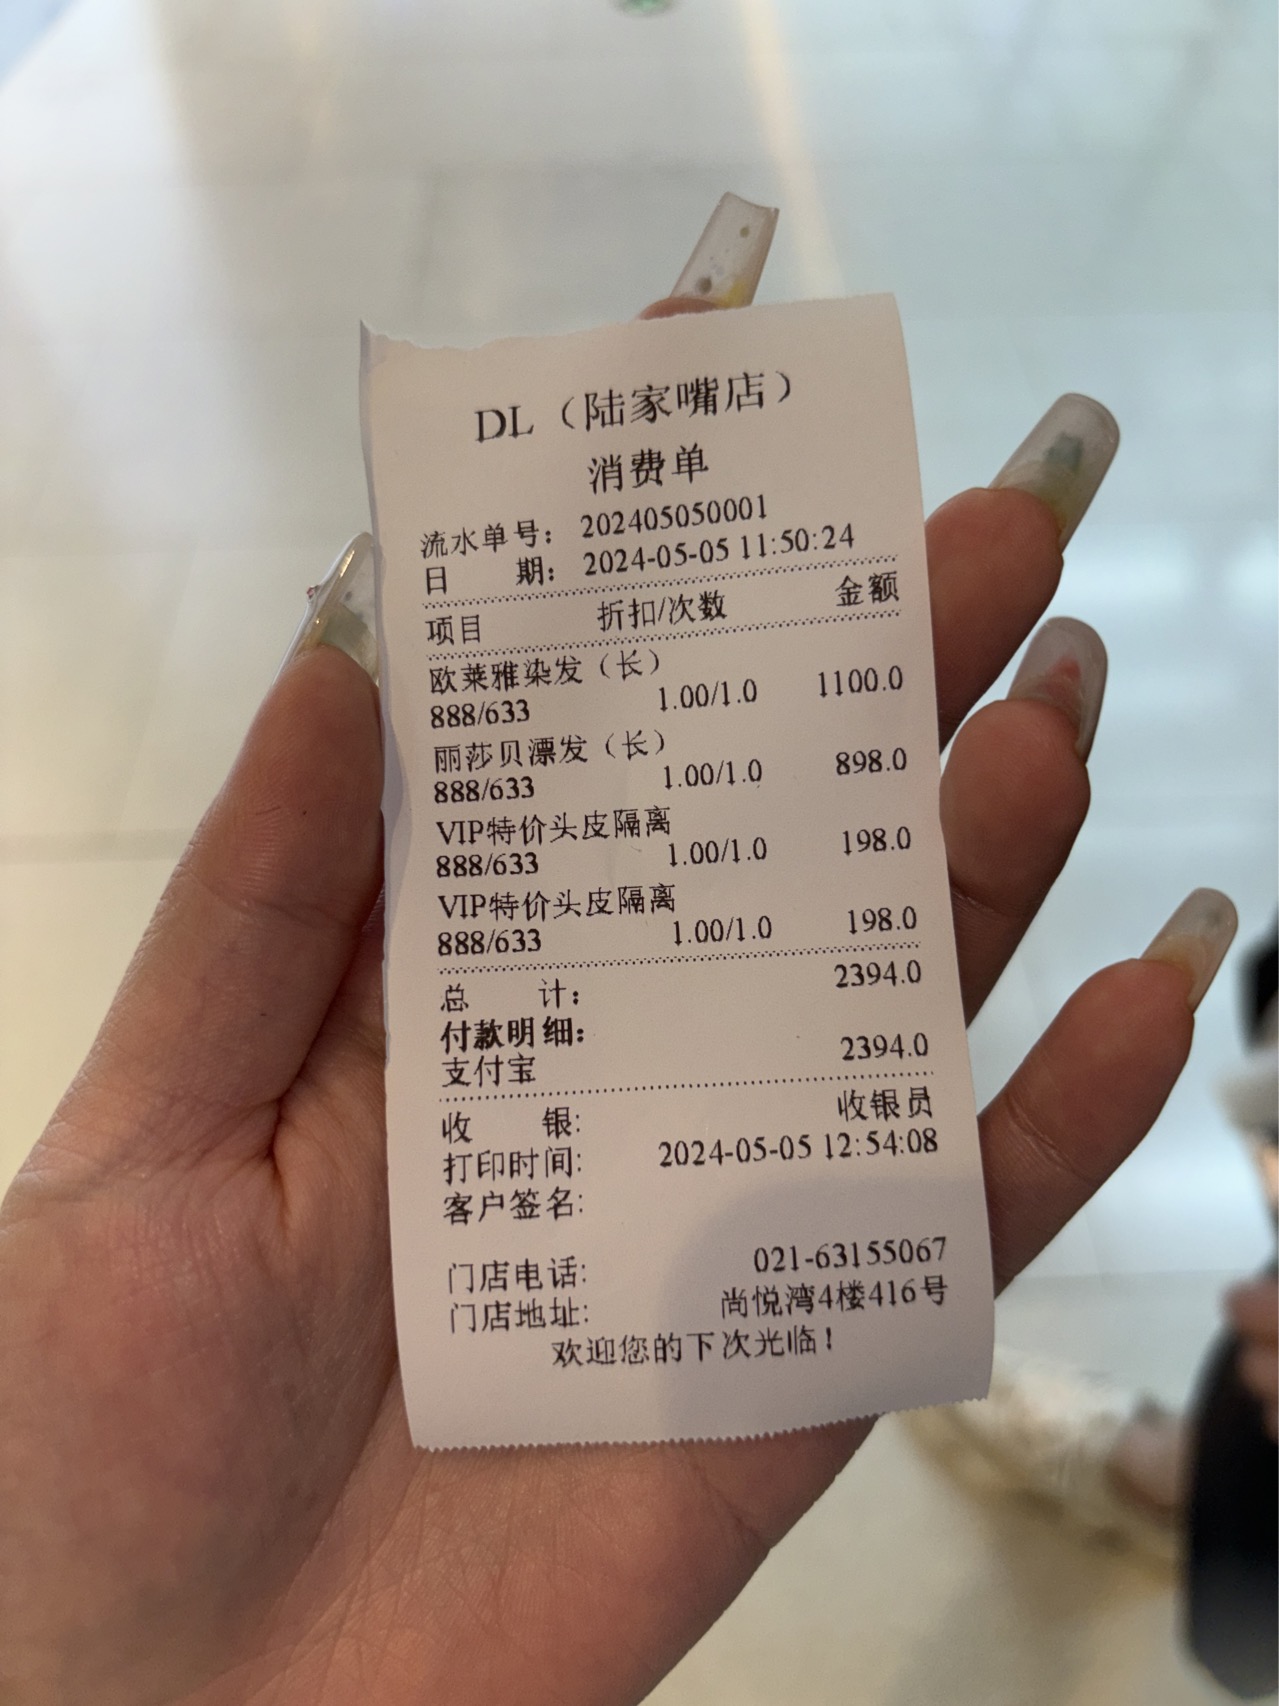 DL（陆家嘴店）
消费单
流水单号： 202405050001
日 期： 2024-05-05 11:50:24
项目 折扣/次数 金额
欧莱雅染发（长）
888/633 1.00/1.0 1100.0
丽莎贝漂发（长）
888/633 1.00/1.0 898.0
VIP特价头皮隔离
888/633 1.00/1.0 198.0
VIP特价头皮隔离
888/633 1.00/1.0 198.0
总 计： 2394.0
付款明细：
支付宝 2394.0
收 银: 收银员
打印时间: 2024-05-05 12:54:08
客户签名:
门店电话: 021-63155067
门店地址: 尚悦湾4楼416号
欢迎您的下次光临！